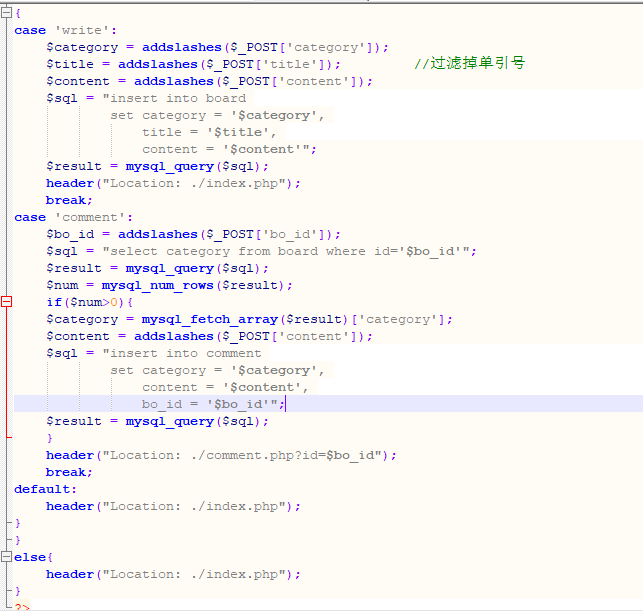 {
case 'write':
$category = addslashes($_POST['category']);
$title = addslashes($_POST['title']); //过滤掉单引号
$content = addslashes($_POST['content']);
$sql = "insert into board
set category = '$category',
title = '$title',
content = '$content'";
$result = mysql_query($sql);
header("Location: ./index.php");
break;
case 'comment':
$bo_id = addslashes($_POST['bo_id']);
$sql = "select category from board where id='$bo_id'";
$result = mysql_query($sql);
$num = mysql_num_rows($result);
if($num>0){
$category = mysql_fetch_array($result)['category'];
$content = addslashes($_POST['content']);
$sql = "insert into comment
set category = '$category',
content = '$content',
bo_id = '$bo_id'";
$result = mysql_query($sql);
}
header("Location: ./comment.php?id=$bo_id");
break;
default:
header("Location: ./index.php");
}
}
else{
header("Location: ./index.php");
}
?>